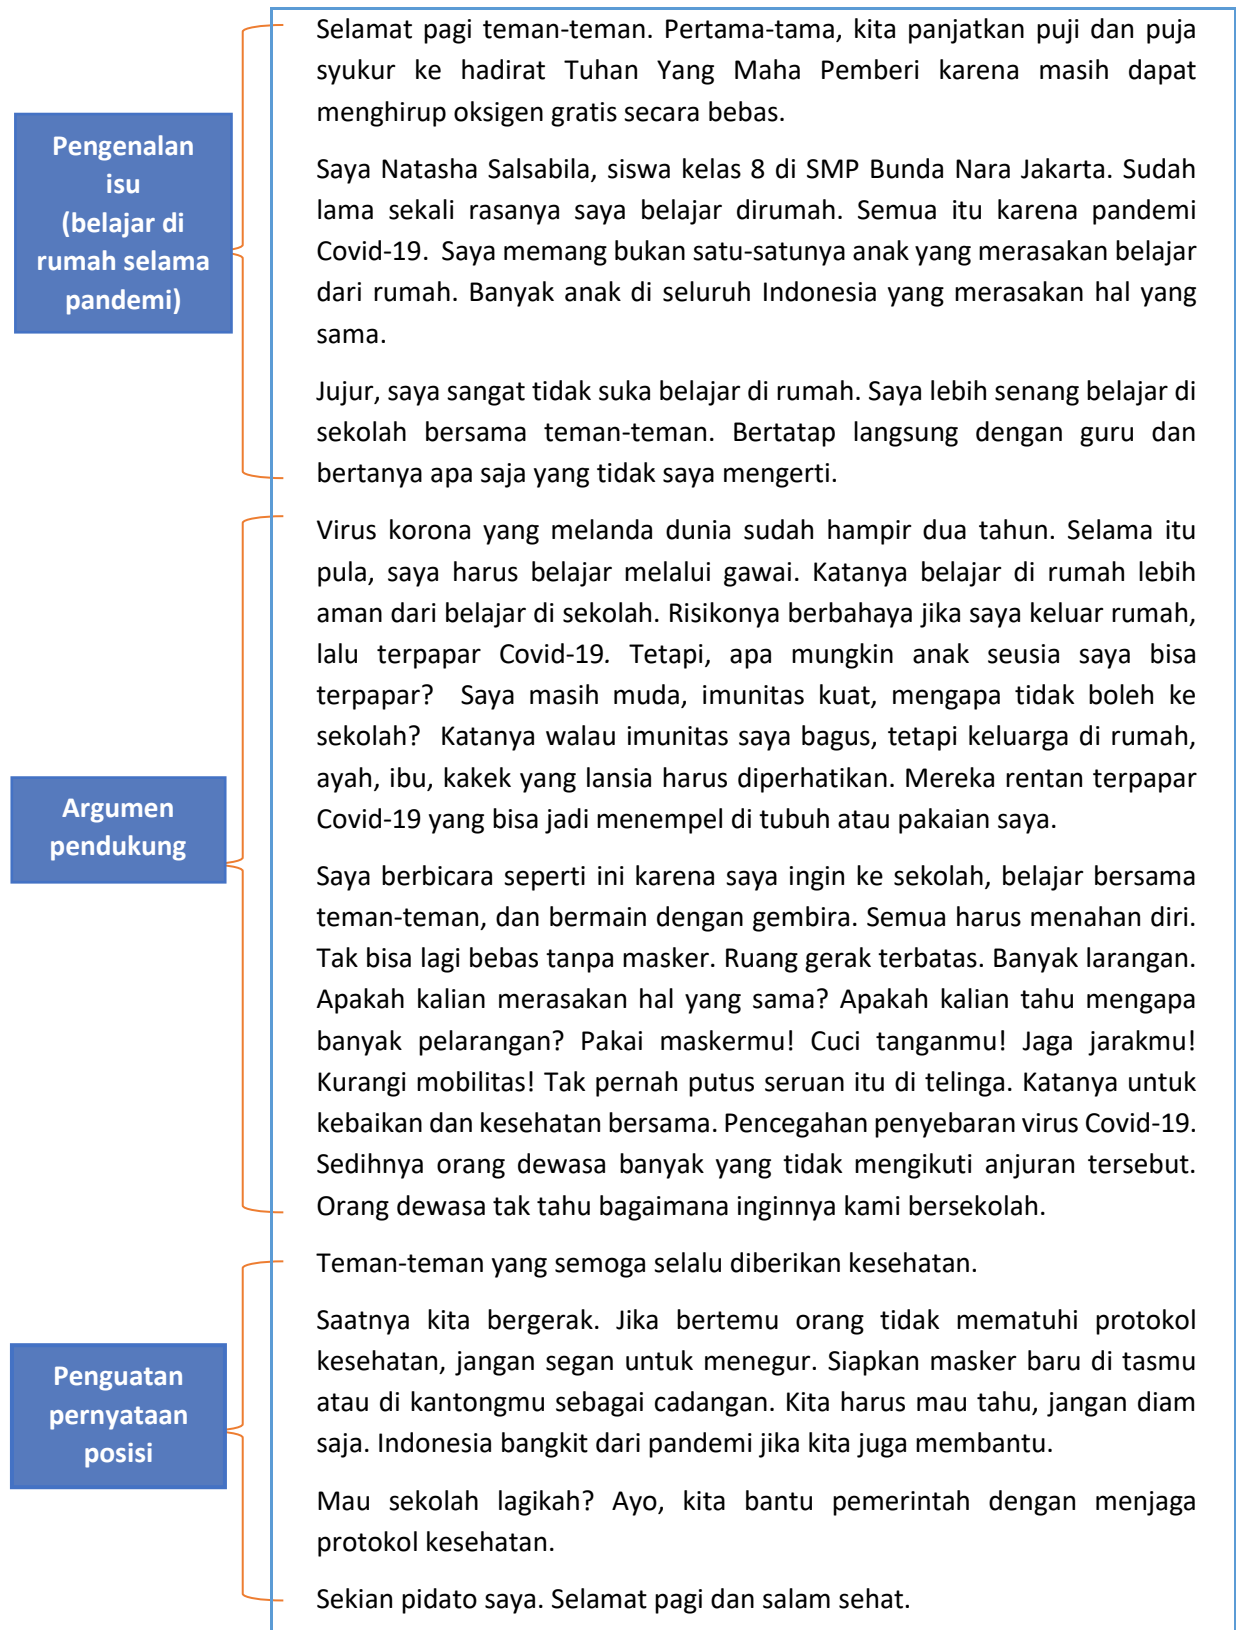 Selamat pagi teman-teman. Pertama-tama, kita panjatkan puji dan puja
syukur ke hadirat Tuhan Yang Maha Pemberi karena masih dapat
menghirup oksigen gratis secara bebas.
Pengenalan
isu
(belajar di
rumah selama
pandemi)
Saya Natasha Salsabila, siswa kelas 8 di SMP Bunda Nara Jakarta. Sudah
lama sekali rasanya saya belajar dirumah. Semua itu karena pandemi
Covid-19.  Saya memang bukan satu-satunya anak yang merasakan belajar
dari rumah. Banyak anak di seluruh Indonesia yang merasakan hal yang
sama.
Jujur, saya sangat tidak suka belajar di rumah. Saya lebih senang belajar di
sekolah bersama teman-teman. Bertatap langsung dengan guru dan
bertanya apa saja yang tidak saya mengerti.
Argumen
pendukung
Virus korona yang melanda dunia sudah hampir dua tahun. Selama itu
pula, saya harus belajar melalui gawai. Katanya belajar di rumah lebih
aman dari belajar di sekolah. Risikonya berbahaya jika saya keluar rumah,
lalu terpapar Covid-19. Tetapi, apa mungkin anak seusia saya bisa
terpapar?  Saya masih muda, imunitas kuat, mengapa tidak boleh ke
sekolah?  Katanya walau imunitas saya bagus, tetapi keluarga di rumah,
ayah, ibu, kakek yang lansia harus diperhatikan. Mereka rentan terpapar
Covid-19 yang bisa jadi menempel di tubuh atau pakaian saya.
Saya berbicara seperti ini karena saya ingin ke sekolah, belajar bersama
teman-teman, dan bermain dengan gembira. Semua harus menahan diri.
Tak bisa lagi bebas tanpa masker. Ruang gerak terbatas. Banyak larangan.
Apakah kalian merasakan hal yang sama? Apakah kalian tahu mengapa
banyak pelarangan? Pakai maskermu! Cuci tanganmu! Jaga jarakmu!
Kurangi mobilitas! Tak pernah putus seruan itu di telinga. Katanya untuk
kebaikan dan kesehatan bersama. Pencegahan penyebaran virus Covid-19.
Sedihnya orang dewasa banyak yang tidak mengikuti anjuran tersebut.
Orang dewasa tak tahu bagaimana inginnya kami bersekolah.
Penguatan
pernyataan
posisi
Teman-teman yang semoga selalu diberikan kesehatan.
Saatnya kita bergerak. Jika bertemu orang tidak mematuhi protokol
kesehatan, jangan segan untuk menegur. Siapkan masker baru di tasmu
atau di kantongmu sebagai cadangan. Kita harus mau tahu, jangan diam
saja. Indonesia bangkit dari pandemi jika kita juga membantu.
Mau sekolah lagikah? Ayo, kita bantu pemerintah dengan menjaga
protokol kesehatan.
Sekian pidato saya. Selamat pagi dan salam sehat.